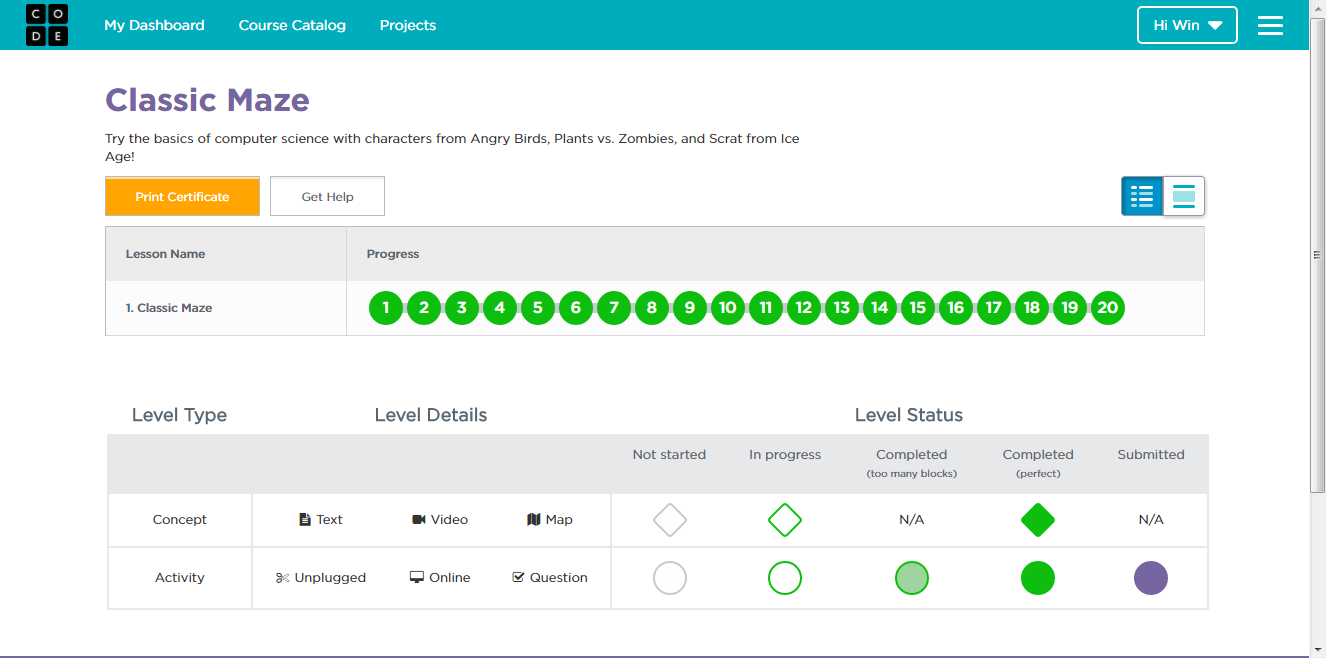 C O
D E
My Dashboard Course Catalog Projects Hi Win
Classic Maze
Try the basics of computer science with characters from Angry Birds, Plants vs. Zombies, and Scrat from Ice
Age!
Print Certificate Get Help
Lesson Name Progress
1. Classic Maze 1 2 3 4 5 6 7 8 9 10 11 12 13 14 15 16 17 18 19 20
Level Type Level Details Level Status
Not started In progress Completed Completed Submitted
(too many blocks) (perfect)
Concept Text Video Map N/A N/A
Activity Unplugged Online Question